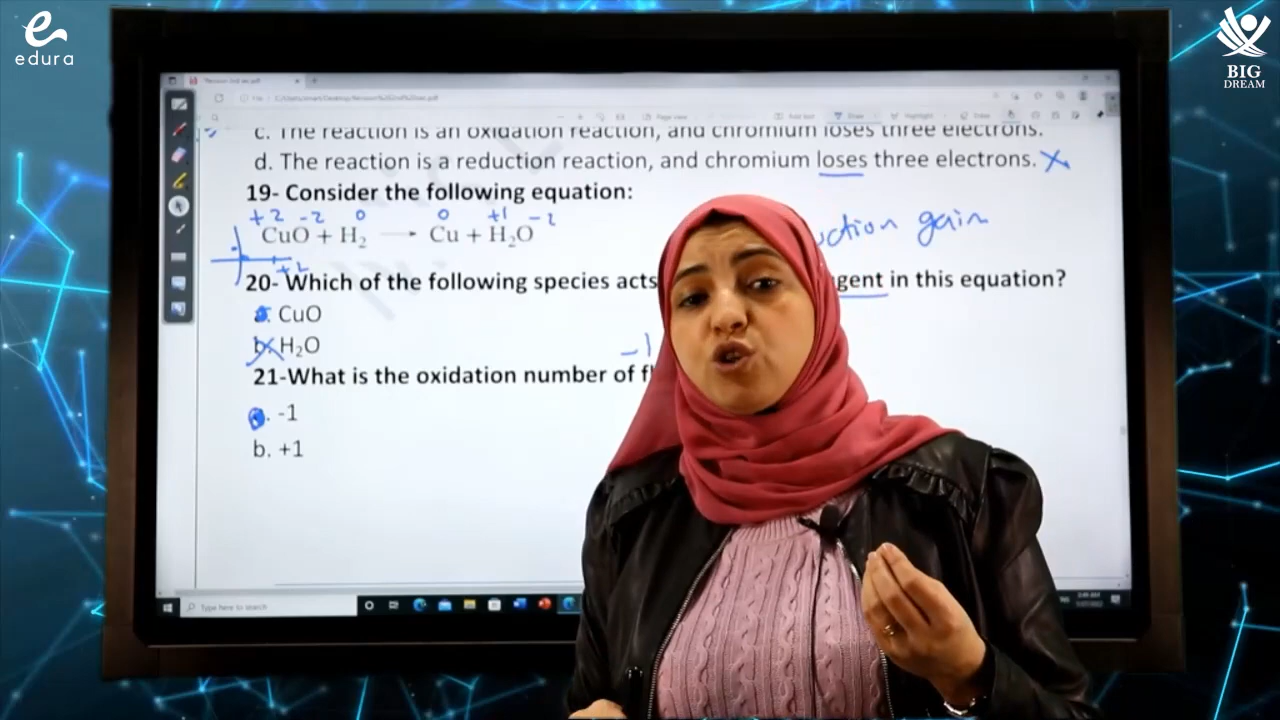 edura
BIG
DREAM
c. The reaction is an oxidation reaction, and chromium loses three electrons.
d. The reaction is a reduction reaction, and chromium loses three electrons. X
19- Consider the following equation:
+2 -2 0 0 +1 -2
CuO + H₂ → Cu + H₂O
gain
+2
20- Which of the following species acts gent in this equation?
a. CuO
b. H₂O
-1
21-What is the oxidation number of
a. -1
b. +1
Type here to search